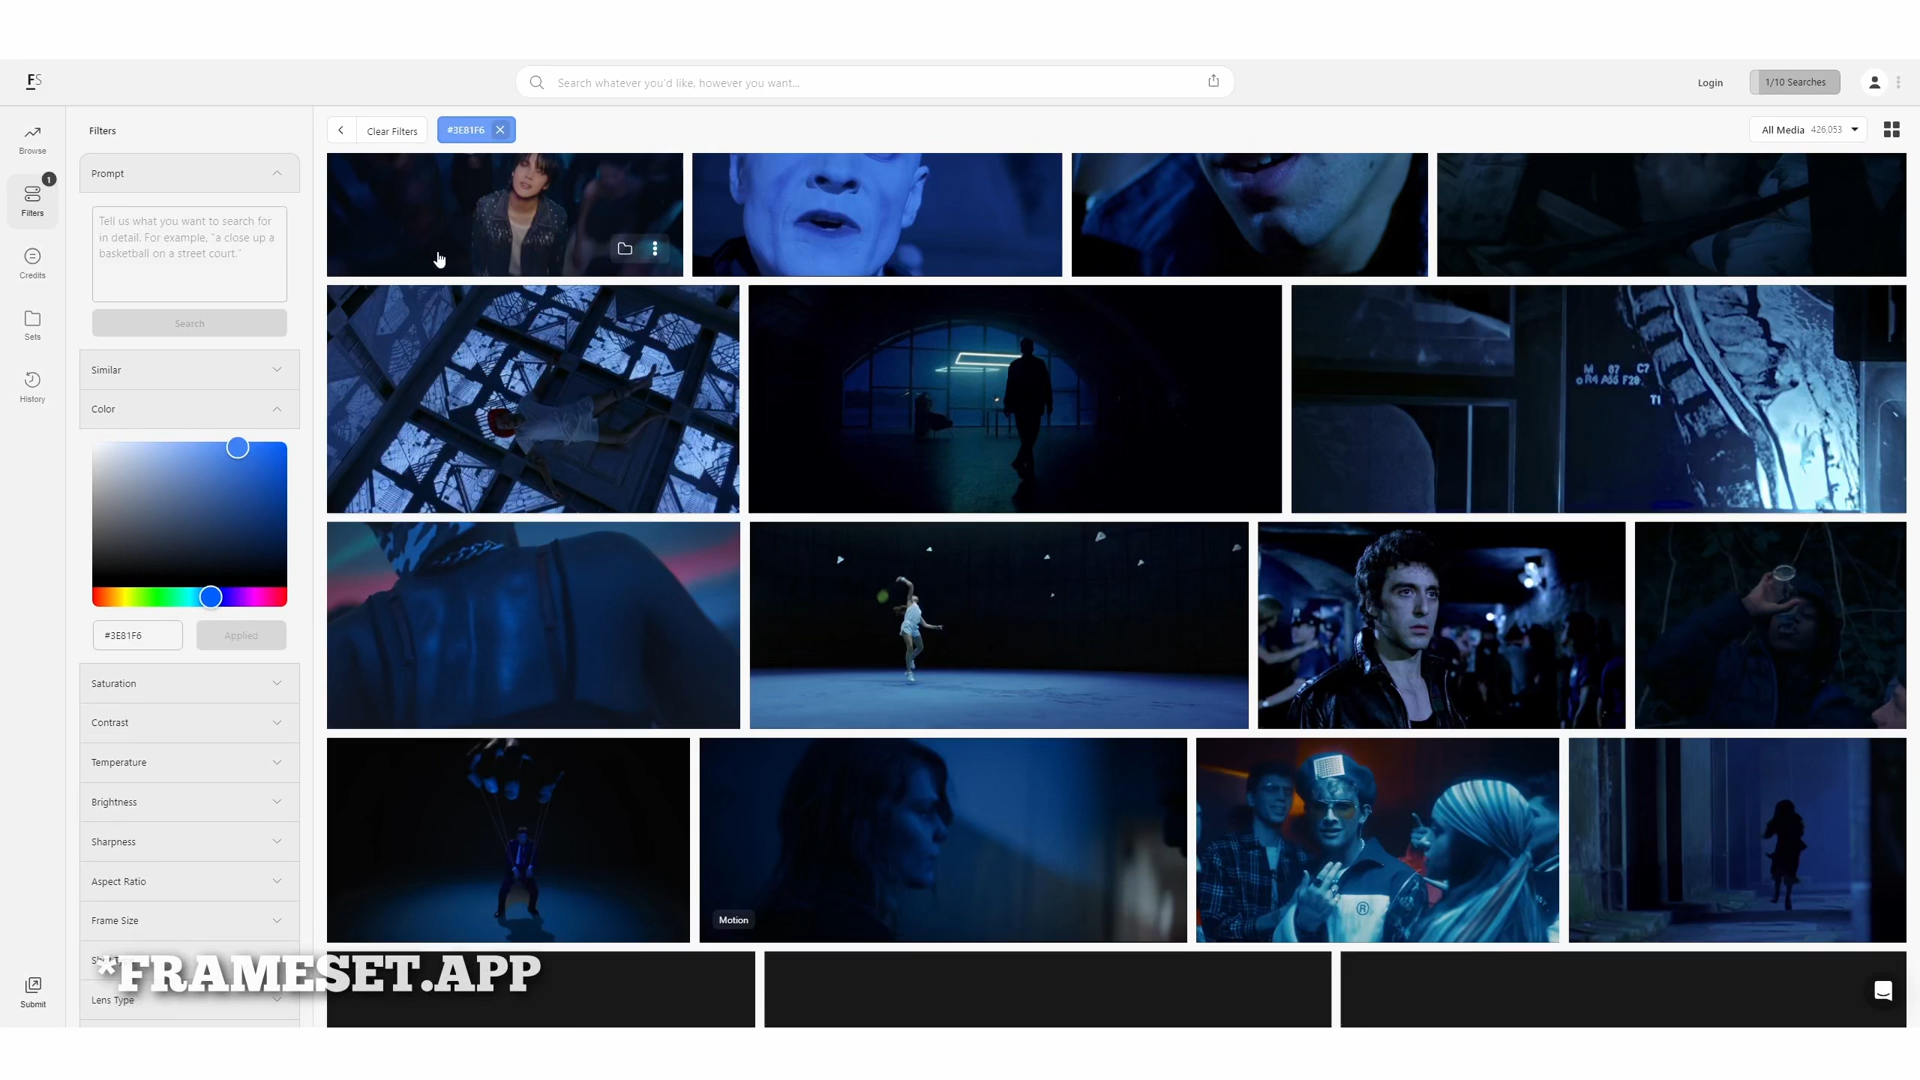 FS
Search whatever you'd like, however you want...
Login
1/10 Searches
Browse
1
Filters
Credits
Sets
History
Submit
Filters
Prompt
Tell us what you want to search for
in detail. For example, "a close up a
basketball on a street court."
Search
Similar
Color
#3E81F6
Applied
Saturation
Contrast
Temperature
Brightness
Sharpness
Aspect Ratio
Frame Size
Lens Type
Clear Filters
#3E81F6
All Media 426,053
M 87 C7
T1
®
Motion
*FRAMESET.APP